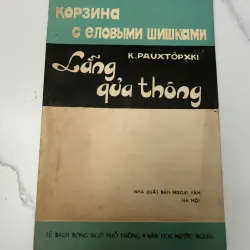 КОРЗИНА
С ЕЛОВЫМИ ШИШКАМИ
K. PAUXTỐPXKI
Lẵng
quả thông
NHÀ XUẤT BẢN NGOẠI VĂN
HÀ NỘI
TỦ SÁCH SONG NGỮ PHỔ THÔNG • VĂN HỌC NƯỚC NGOÀI